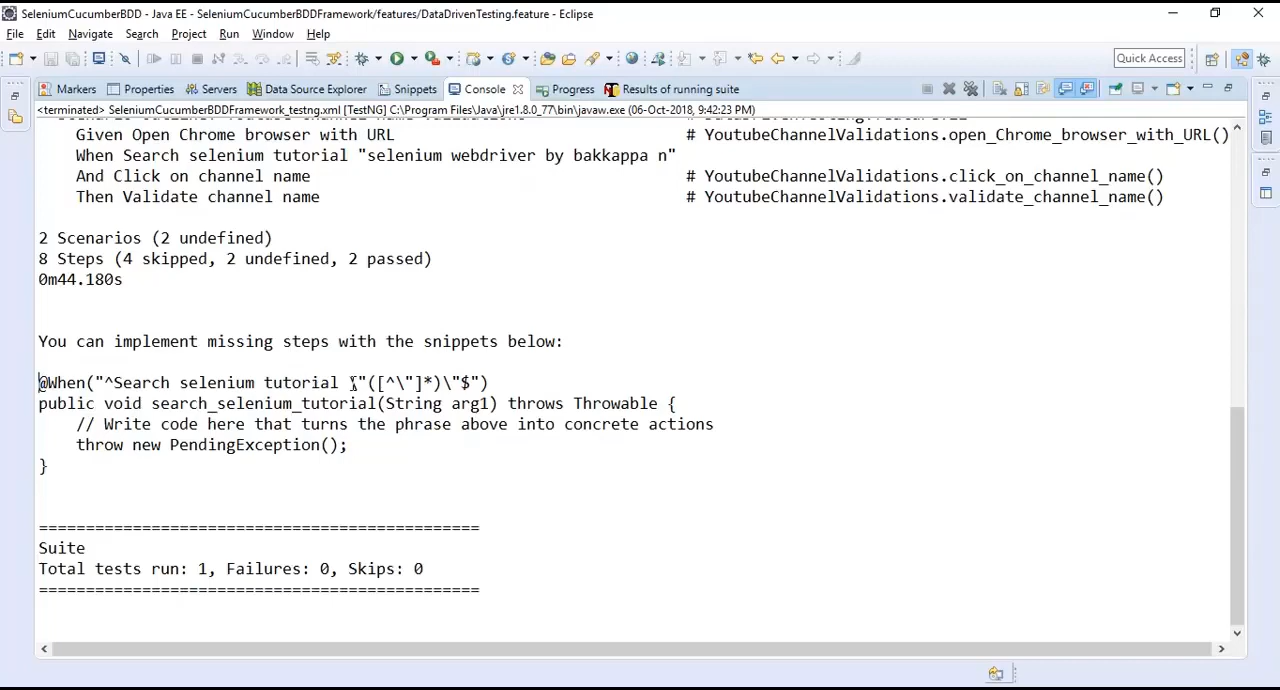 SeleniumCucumberBDD - Java EE - SeleniumCucumberBDDFramework/features/DataDrivenTesting.feature - Eclipse
File Edit Navigate Search Project Run Window Help
Quick Access
Markers Properties Servers Data Source Explorer Snippets Console Progress Results of running suite
<terminated> SeleniumCucumberBDDFramework_testng.xml [TestNG] C:\Program Files\Java\jre1.8.0_77\bin\javaw.exe (06-Oct-2018, 9:42:23 PM)
Given Open Chrome browser with URL # YoutubeChannelValidations.open_Chrome_browser_with_URL()
When Search selenium tutorial "selenium webdriver by bakkappa n"
And Click on channel name # YoutubeChannelValidations.click_on_channel_name()
Then Validate channel name # YoutubeChannelValidations.validate_channel_name()
2 Scenarios (2 undefined)
8 Steps (4 skipped, 2 undefined, 2 passed)
0m44.180s
You can implement missing steps with the snippets below:
@When("^Search selenium tutorial \"([^\"]*)\"$")
public void search_selenium_tutorial(String arg1) throws Throwable {
// Write code here that turns the phrase above into concrete actions
throw new PendingException();
}
===============================================
Suite
Total tests run: 1, Failures: 0, Skips: 0
===============================================